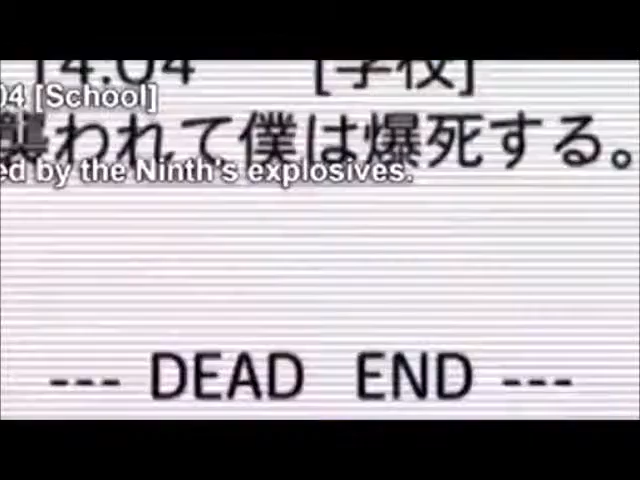 14:04 [学校]
04 [School]
襲われて僕は爆死する。
ed by the Ninth's explosives.
--- DEAD END ---